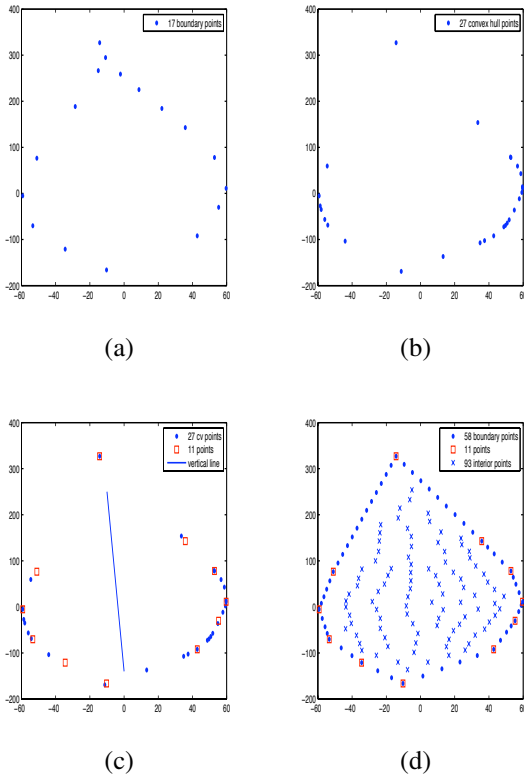 400
300
200
100
0
−100
−200
−60 −40 −20 0 20 40 60
17 boundary points
(a)
400
300
200
100
0
−100
−200
−60 −40 −20 0 20 40 60
27 convex hull points
(b)
400
300
200
100
0
−100
−200
−60 −40 −20 0 20 40 60
27 cv points
11 points
vertical line
(c)
400
300
200
100
0
−100
−200
−60 −40 −20 0 20 40 60
58 boundary points
11 points
93 interior points
(d)